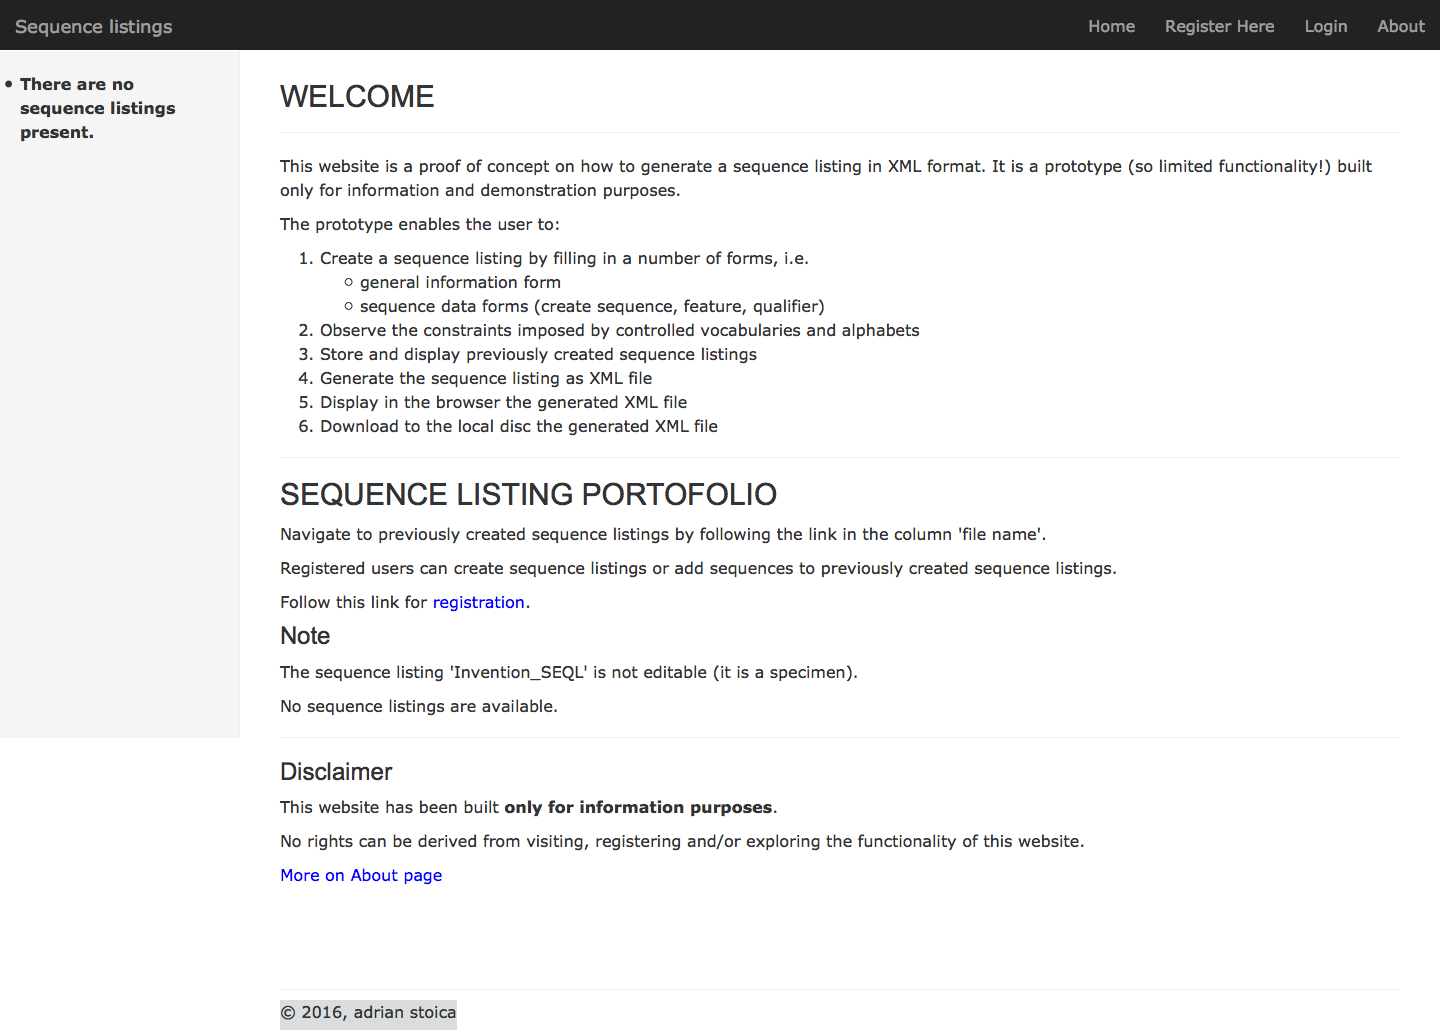 Sequence listings
Home
Register Here
Login
About
• There are no
sequence listings
present.
WELCOME
This website is a proof of concept on how to generate a sequence listing in XML format. It is a prototype (so limited functionality!) built
only for information and demonstration purposes.
The prototype enables the user to:
1. Create a sequence listing by filling in a number of forms, i.e.
○ general information form
○ sequence data forms (create sequence, feature, qualifier)
2. Observe the constraints imposed by controlled vocabularies and alphabets
3. Store and display previously created sequence listings
4. Generate the sequence listing as XML file
5. Display in the browser the generated XML file
6. Download to the local disc the generated XML file
SEQUENCE LISTING PORTOFOLIO
Navigate to previously created sequence listings by following the link in the column 'file name'.
Registered users can create sequence listings or add sequences to previously created sequence listings.
Follow this link for registration.
Note
The sequence listing 'Invention_SEQL' is not editable (it is a specimen).
No sequence listings are available.
Disclaimer
This website has been built only for information purposes.
No rights can be derived from visiting, registering and/or exploring the functionality of this website.
More on About page
© 2016, adrian stoica